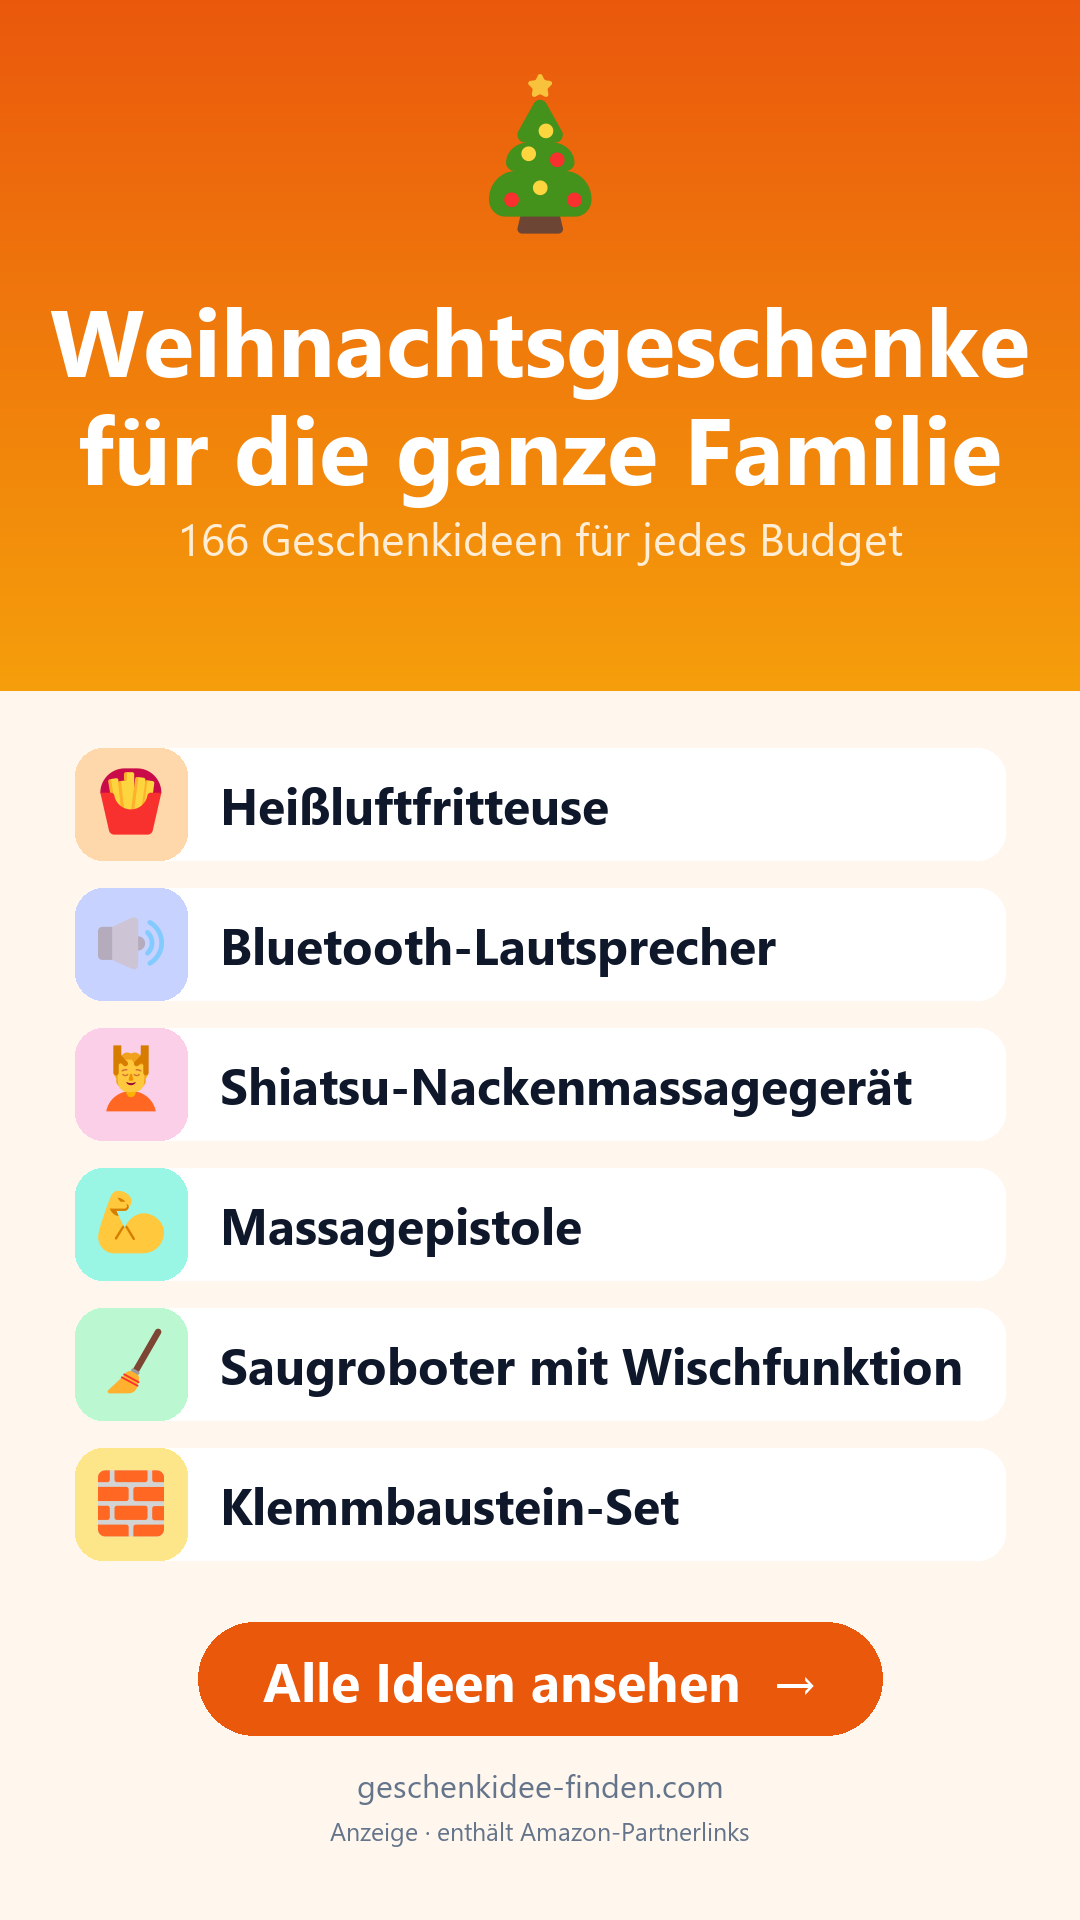 Weihnachtsgeschenke
für die ganze Familie
166 Geschenkideen für jedes Budget
Heißluftfritteuse
Bluetooth-Lautsprecher
Shiatsu-Nackenmassagegerät
Massagepistole
Saugroboter mit Wischfunktion
Klemmbaustein-Set
Alle Ideen ansehen →
geschenkidee-finden.com
Anzeige · enthält Amazon-Partnerlinks